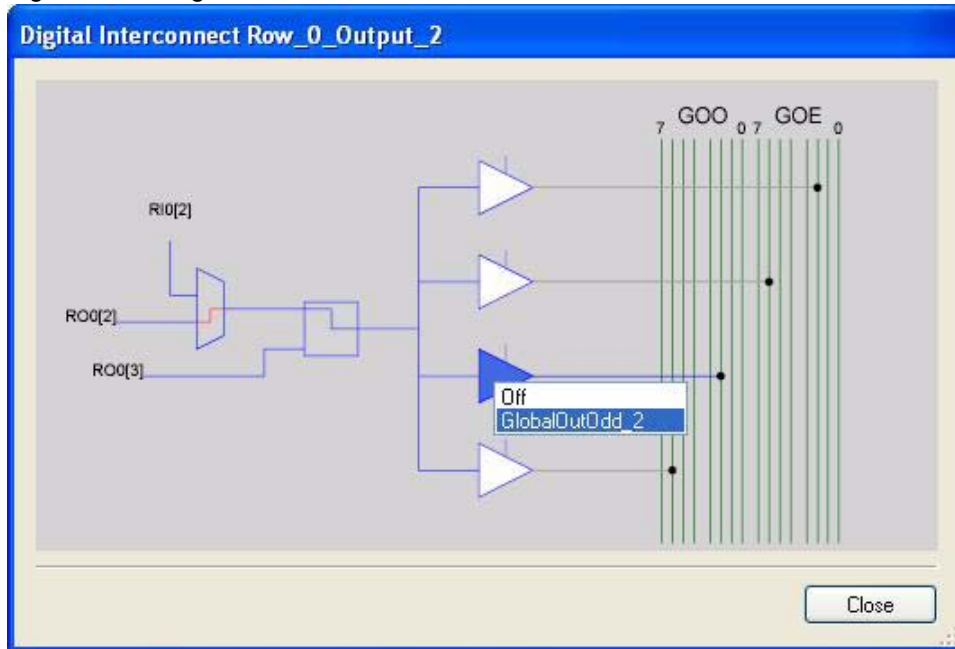 Digital Interconnect Row_0_Output_2
7 GOO 0 7 GOE 0
RI0[2]
RO0[2]
RO0[3]
Off
GlobalOutOdd_2
Close